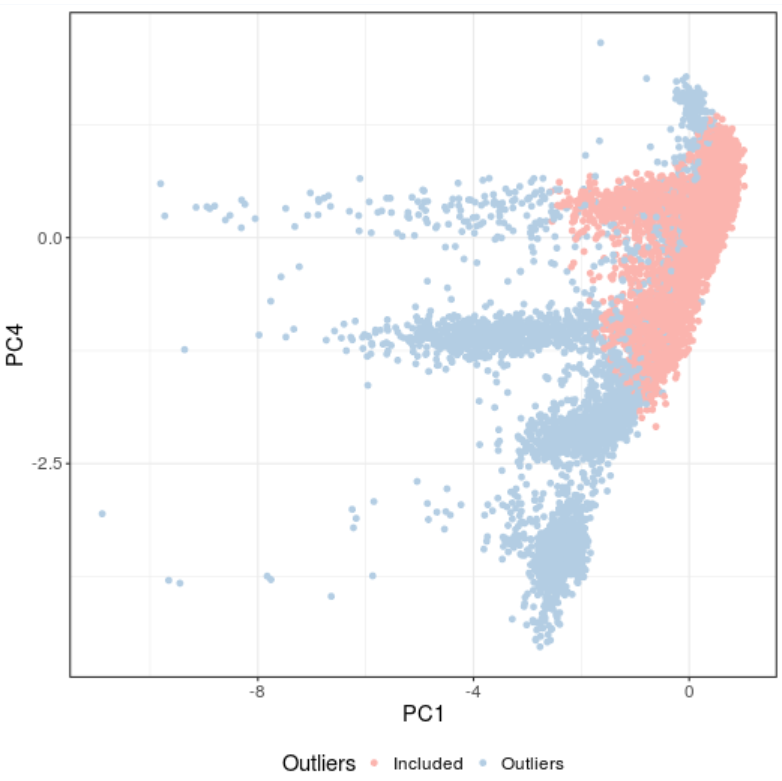 0.0
PC4
-2.5
-8 -4 0
PC1
Outliers Included Outliers